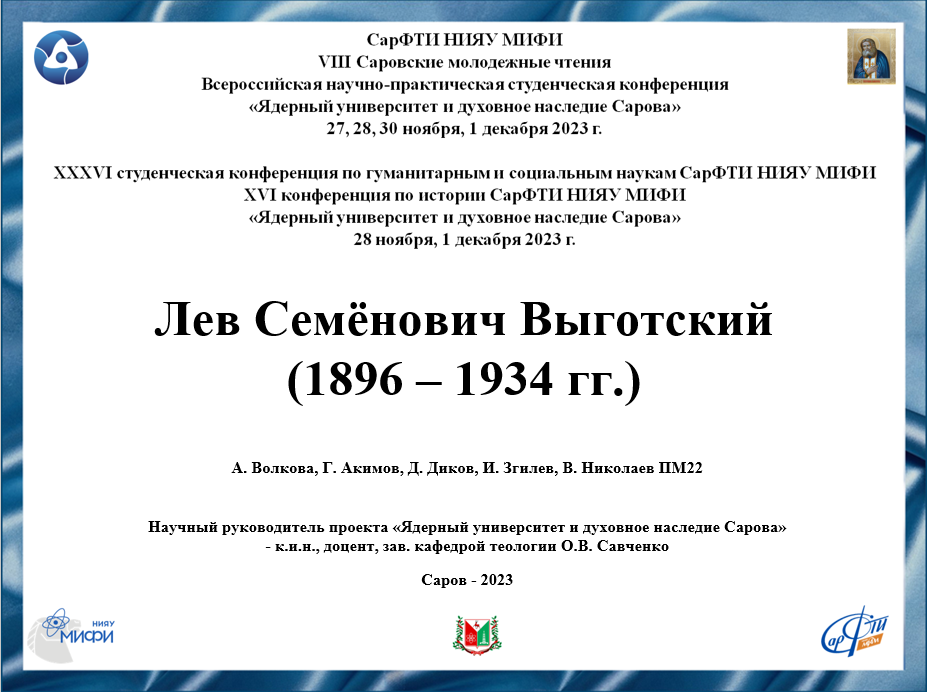 СарФТИ НИЯУ МИФИ
VIII Саровские молодежные чтения
Всероссийская научно-практическая студенческая конференция
«Ядерный университет и духовное наследие Сарова»
27, 28, 30 ноября, 1 декабря 2023 г.
XXXVI студенческая конференция по гуманитарным и социальным наукам СарФТИ НИЯУ МИФИ
XVI конференция по истории СарФТИ НИЯУ МИФИ
«Ядерный университет и духовное наследие Сарова»
28 ноября, 1 декабря 2023 г.
Лев Семёнович Выготский
(1896 – 1934 гг.)
А. Волкова, Г. Акимов, Д. Диков, И. Згилев, В. Николаев ПМ22
Научный руководитель проекта «Ядерный университет и духовное наследие Сарова»
- к.и.н., доцент, зав. кафедрой теологии О.В. Савченко
Саров - 2023
НИЯУ
МИФИ
СарФТИ